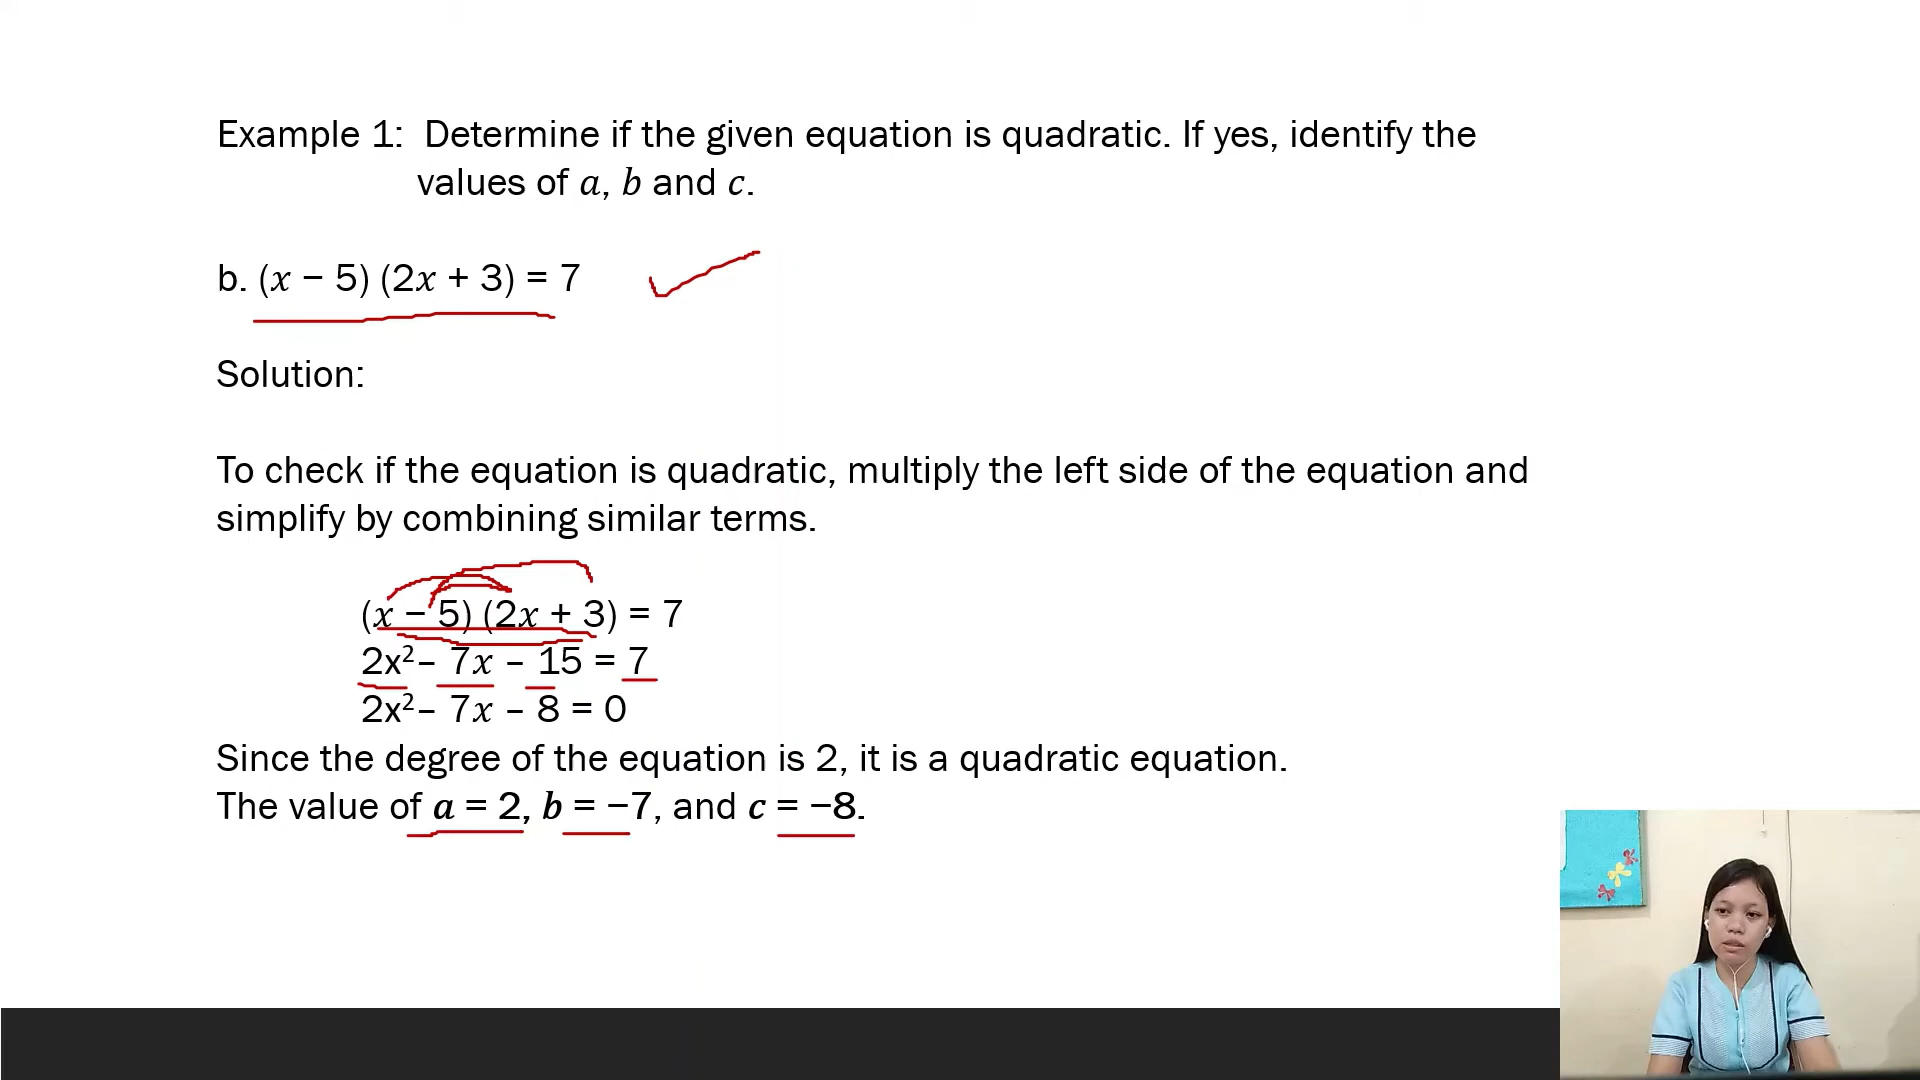 Example 1: Determine if the given equation is quadratic. If yes, identify the
values of a, b and c.
b. (x − 5) (2x + 3) = 7
Solution:
To check if the equation is quadratic, multiply the left side of the equation and
simplify by combining similar terms.
(x − 5) (2x + 3) = 7
2x²– 7x – 15 = 7
2x²– 7x – 8 = 0
Since the degree of the equation is 2, it is a quadratic equation.
The value of a = 2, b = −7, and c = −8.